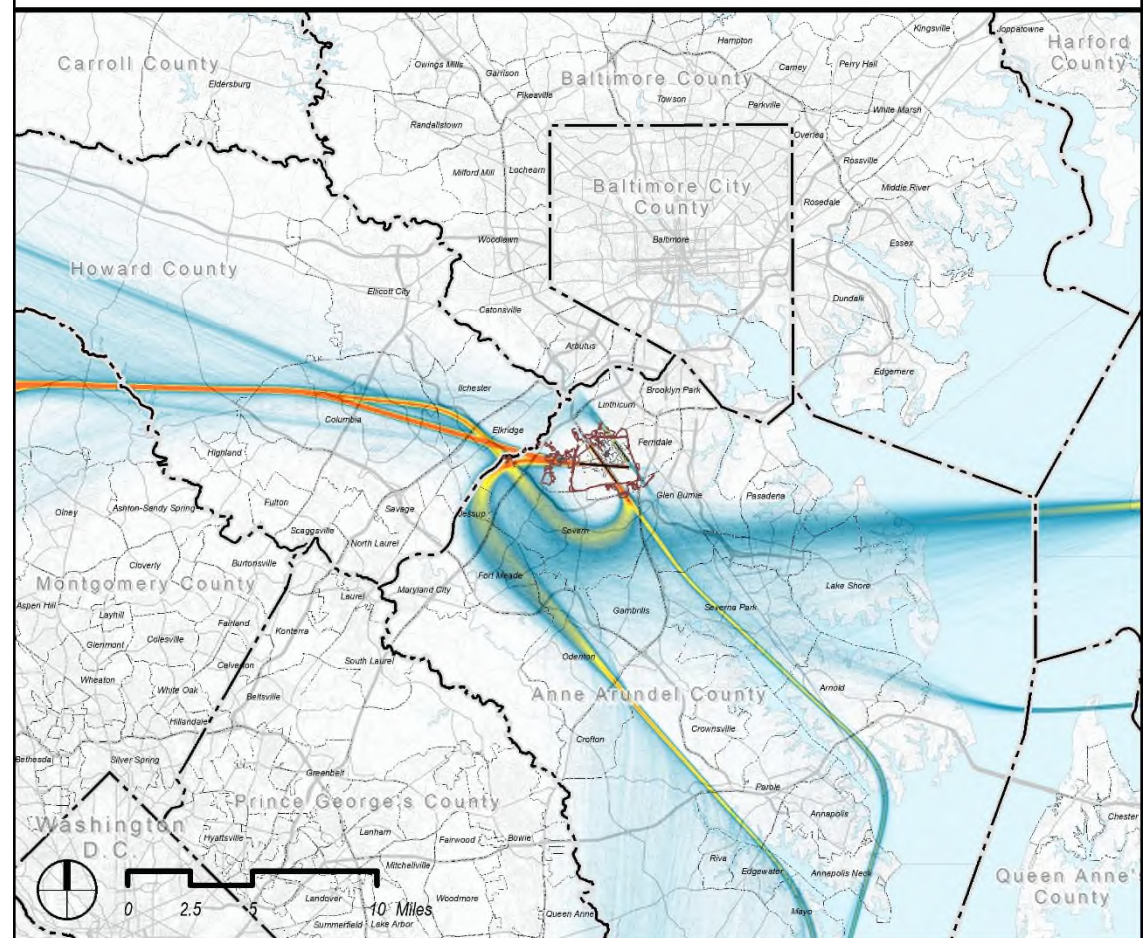 Kingsville
Joppatowne
Hampton
Harford
County
Carroll County
Owings Mills
Garrison
Baltimore County
Carney
Perry Hall
Eldersburg
Pikesville
Towson
Parkville
White Marsh
Randallstown
Overlea
Rossville
Milford Mill
Lochearn
Middle River
Baltimore City
County
Rosedale
Woodlawn
Baltimore
Essex
Howard County
Ellicott City
Catonsville
Dundalk
Arbutus
Edgemere
Ilchester
Brooklyn Park
Linthicum
Columbia
Elkridge
Ferndale
Highland
Glen Burnie
Pasadena
Fulton
Jessup
Olney
Ashton-Sandy Spring
Savage
Severn
Scaggsville
North Laurel
Cloverly
Burtonsville
Fort Meade
Montgomery County
Laurel
Maryland City
Lake Shore
Aspen Hill
Gambrills
Severna Park
Layhill
Fairland
Konterra
Glenmont
Colesville
Odenton
South Laurel
Calverton
Wheaton
White Oak
Beltsville
Anne Arundel County
Arnold
Hillandale
Crownsville
Crofton
Bethesda
Silver Spring
Greenbelt
Parole
Prince George's County
Annapolis
Chester
Washington
D.C.
Hyattsville
Lanham
Fairwood
Bowie
Mitchellville
Riva
Edgewater
Annapolis Neck
Queen Anne's
County
Landover
Woodmore
Mayo
0 2.5 5 10 Miles
Queen Anne
Summerfield
Lake Arbor